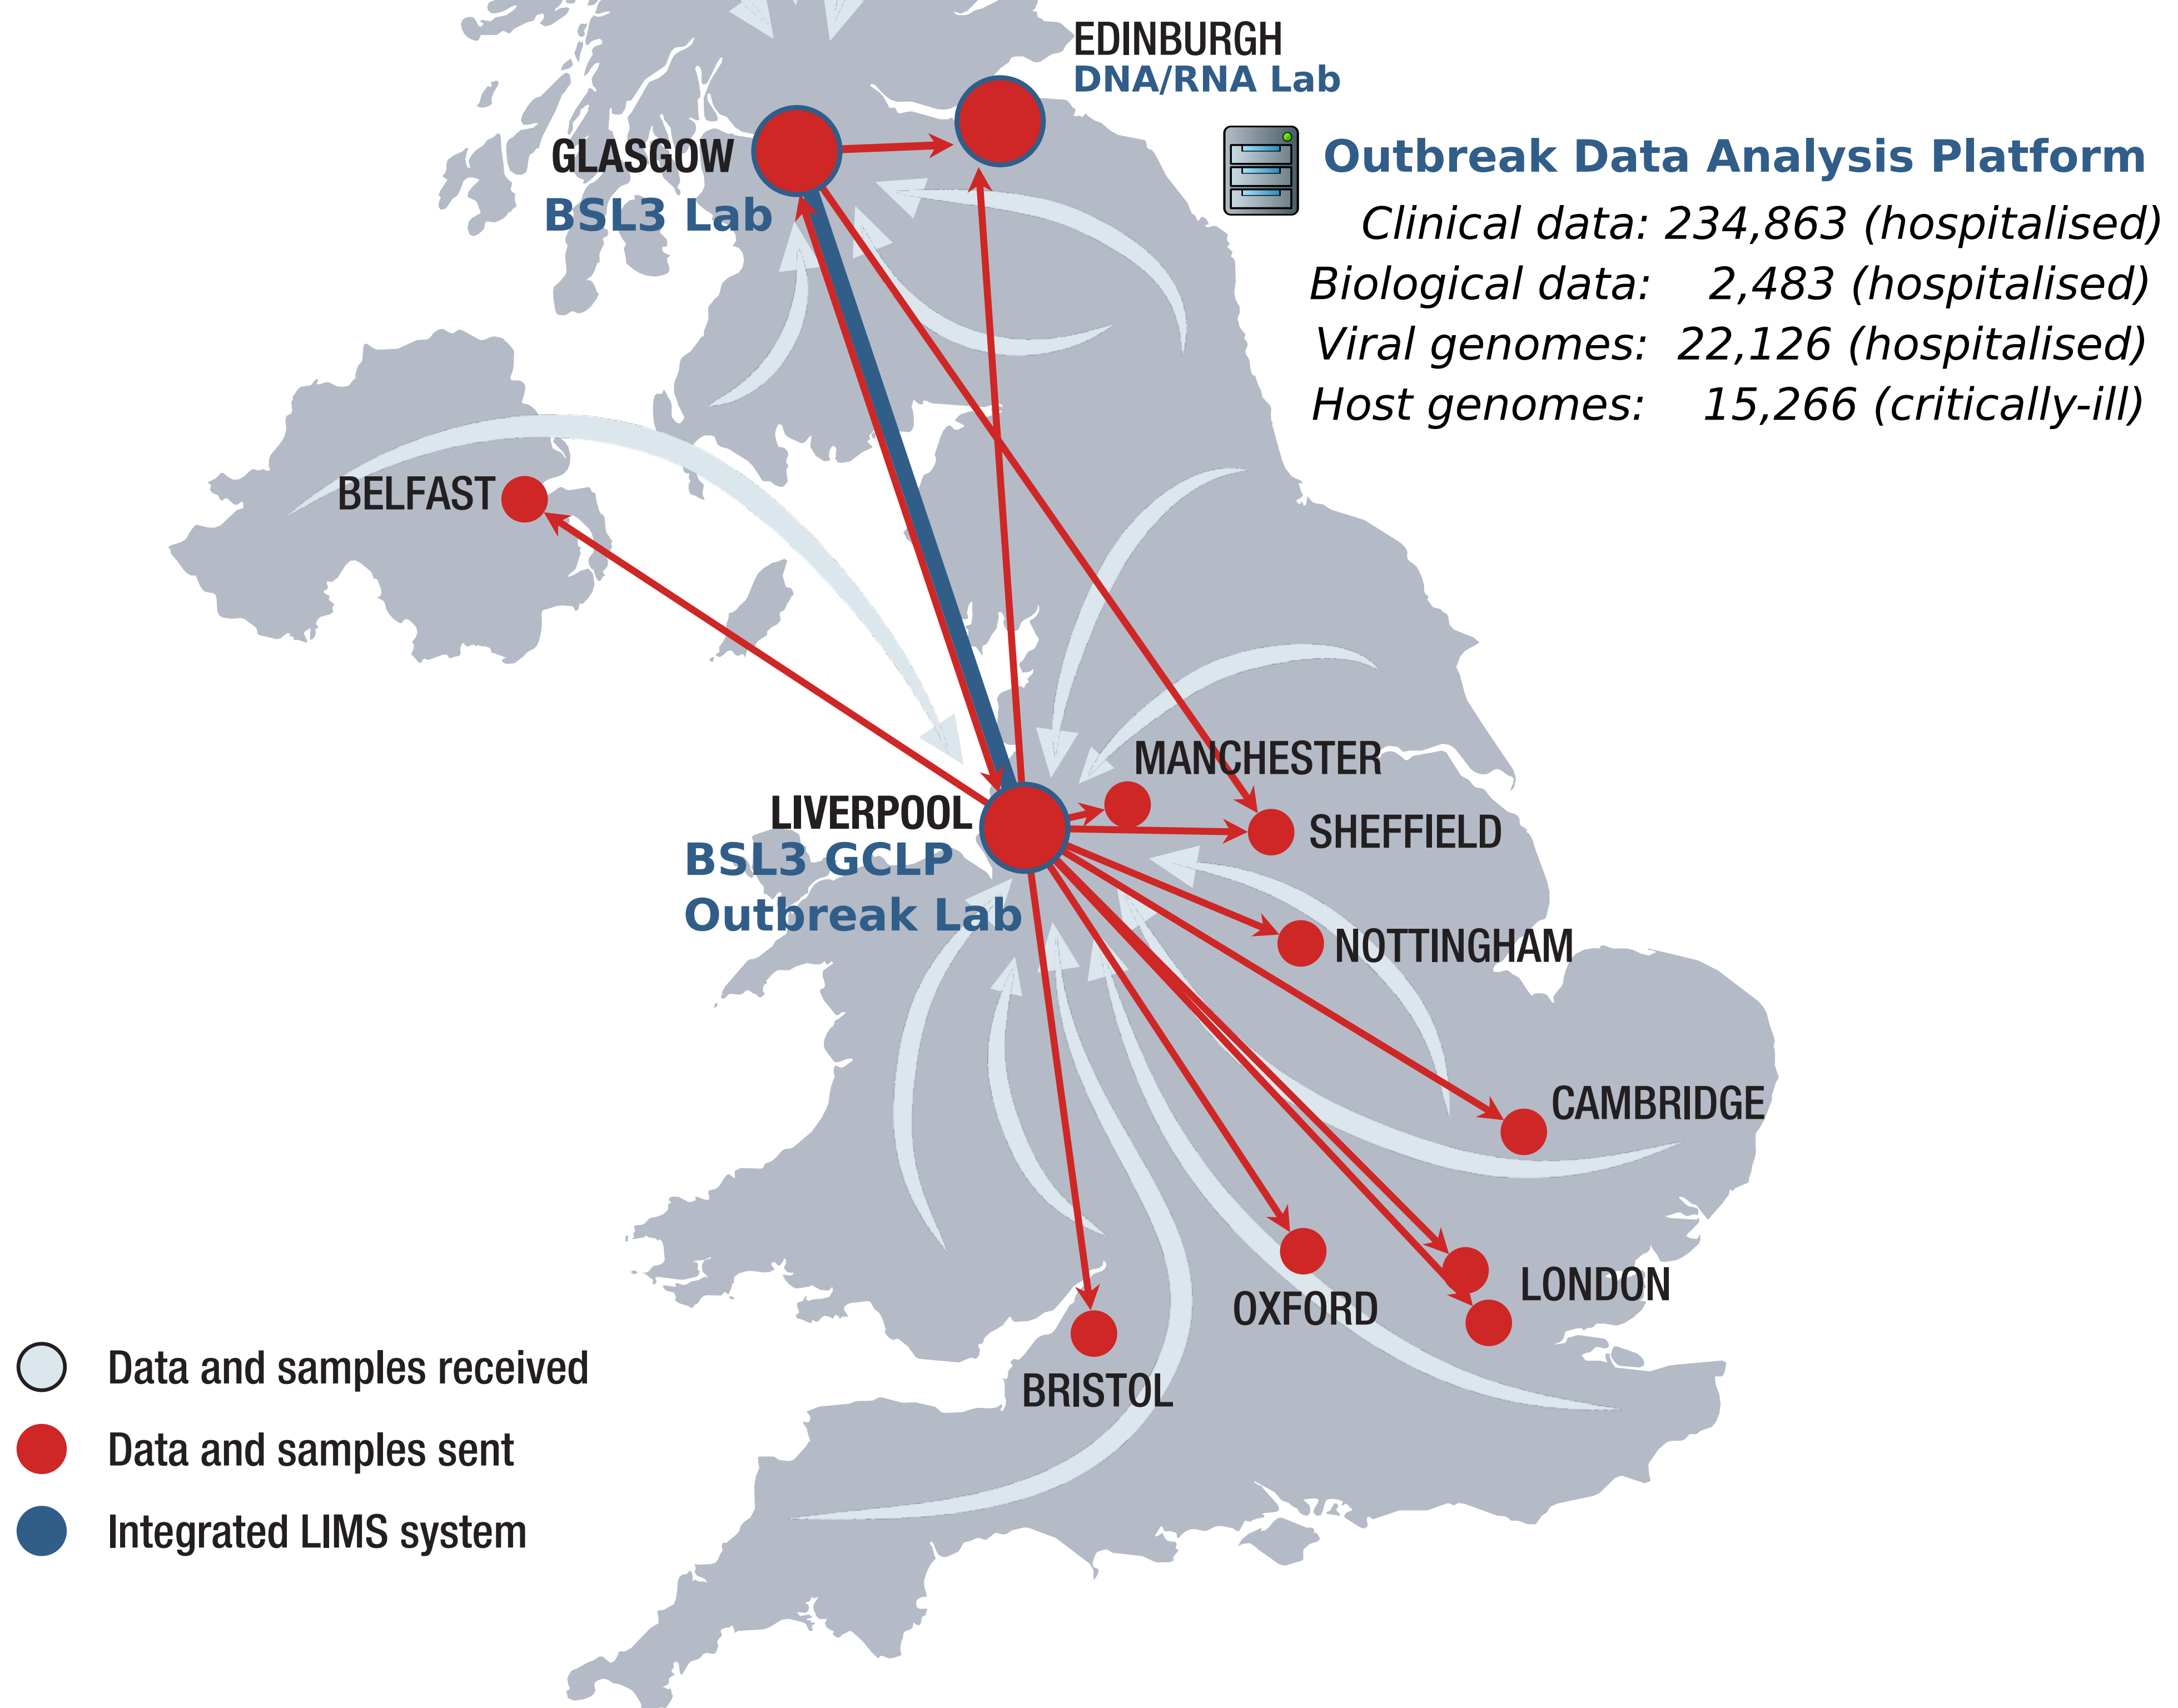 EDINBURGH
DNA/RNA Lab
GLASGOW
BSL3 Lab
Outbreak Data Analysis Platform
Clinical data: 234,863 (hospitalised)
Biological data: 2,483 (hospitalised)
Viral genomes: 22,126 (hospitalised)
Host genomes: 15,266 (critically-ill)
BELFAST
MANCHESTER
LIVERPOOL
BSL3 GCLP
Outbreak Lab
SHEFFIELD
NOTTINGHAM
CAMBRIDGE
LONDON
OXFORD
BRISTOL
Data and samples received
Data and samples sent
Integrated LIMS system